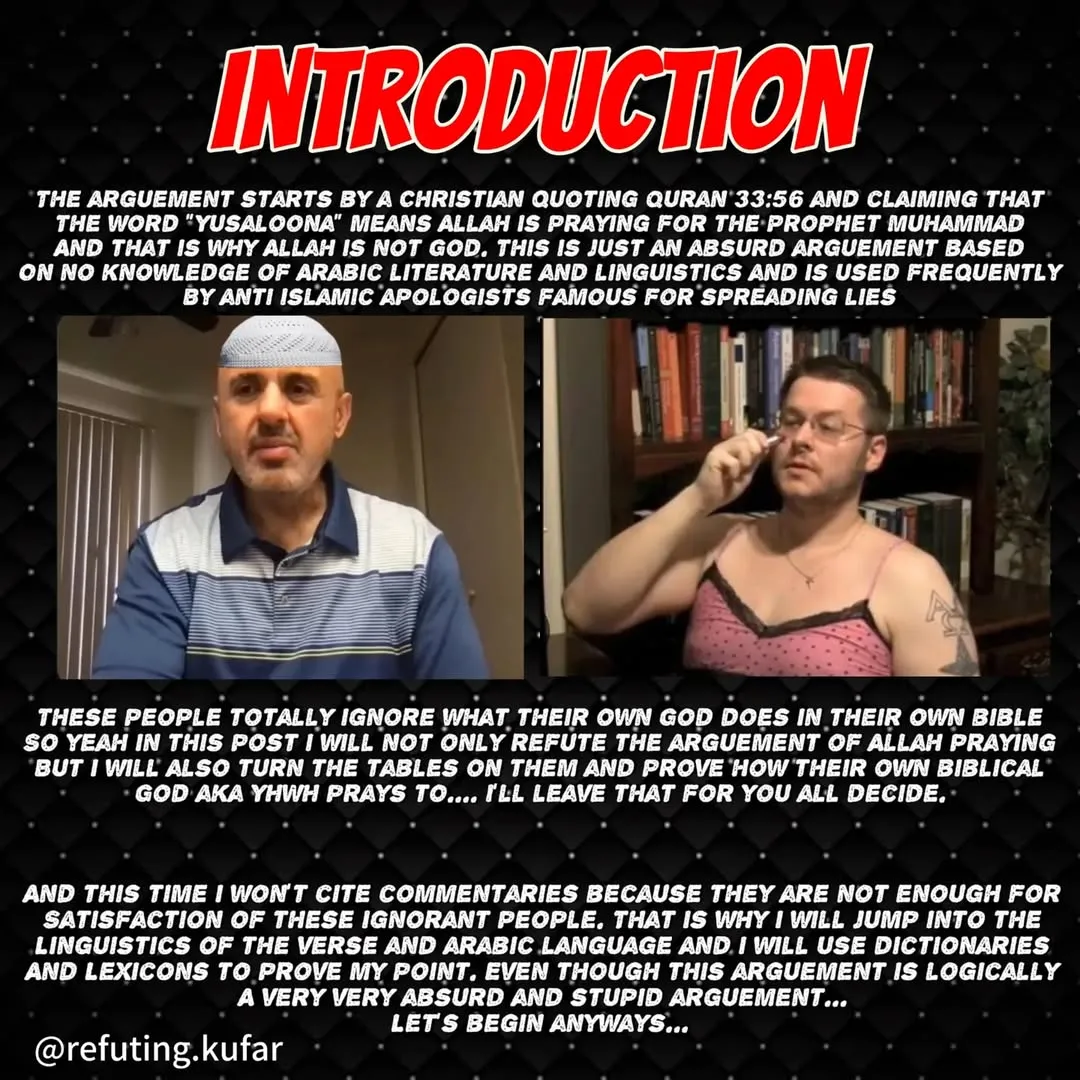 INTRODUCTION
THE ARGUEMENT STARTS BY A CHRISTIAN QUOTING QURAN 33:56 AND CLAIMING THAT
THE WORD "YUSALOONA" MEANS ALLAH IS PRAYING FOR THE PROPHET MUHAMMAD
AND THAT IS WHY ALLAH IS NOT GOD. THIS IS JUST AN ABSURD ARGUEMENT BASED
ON NO KNOWLEDGE OF ARABIC LITERATURE AND LINGUISTICS AND IS USED FREQUENTLY
BY ANTI ISLAMIC APOLOGISTS FAMOUS FOR SPREADING LIES
THESE PEOPLE TOTALLY IGNORE WHAT THEIR OWN GOD DOES IN THEIR OWN BIBLE
SO YEAH IN THIS POST I WILL NOT ONLY REFUTE THE ARGUEMENT OF ALLAH PRAYING
BUT I WILL ALSO TURN THE TABLES ON THEM AND PROVE HOW THEIR OWN BIBLICAL
GOD AKA YHWH PRAYS TO.... I'LL LEAVE THAT FOR YOU ALL DECIDE.
AND THIS TIME I WON'T CITE COMMENTARIES BECAUSE THEY ARE NOT ENOUGH FOR
SATISFACTION OF THESE IGNORANT PEOPLE. THAT IS WHY I WILL JUMP INTO THE
LINGUISTICS OF THE VERSE AND ARABIC LANGUAGE AND I WILL USE DICTIONARIES
AND LEXICONS TO PROVE MY POINT. EVEN THOUGH THIS ARGUEMENT IS LOGICALLY
A VERY VERY ABSURD AND STUPID ARGUEMENT...
LET'S BEGIN ANYWAYS...
@refuting.kufar